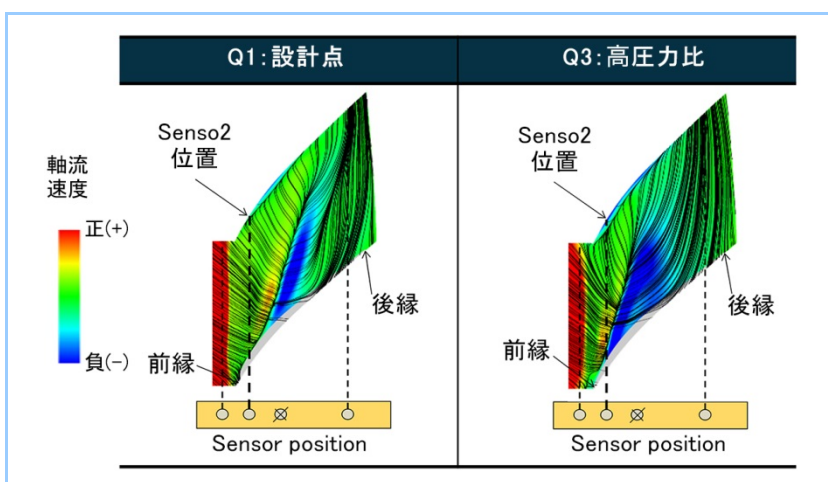 Q1:設計点
Q3:高圧力比
Senso2
位置
軸流
速度
正(+)
負(-)
前縁
後縁
Sensor position
Senso2
位置
前縁
後縁
Sensor position